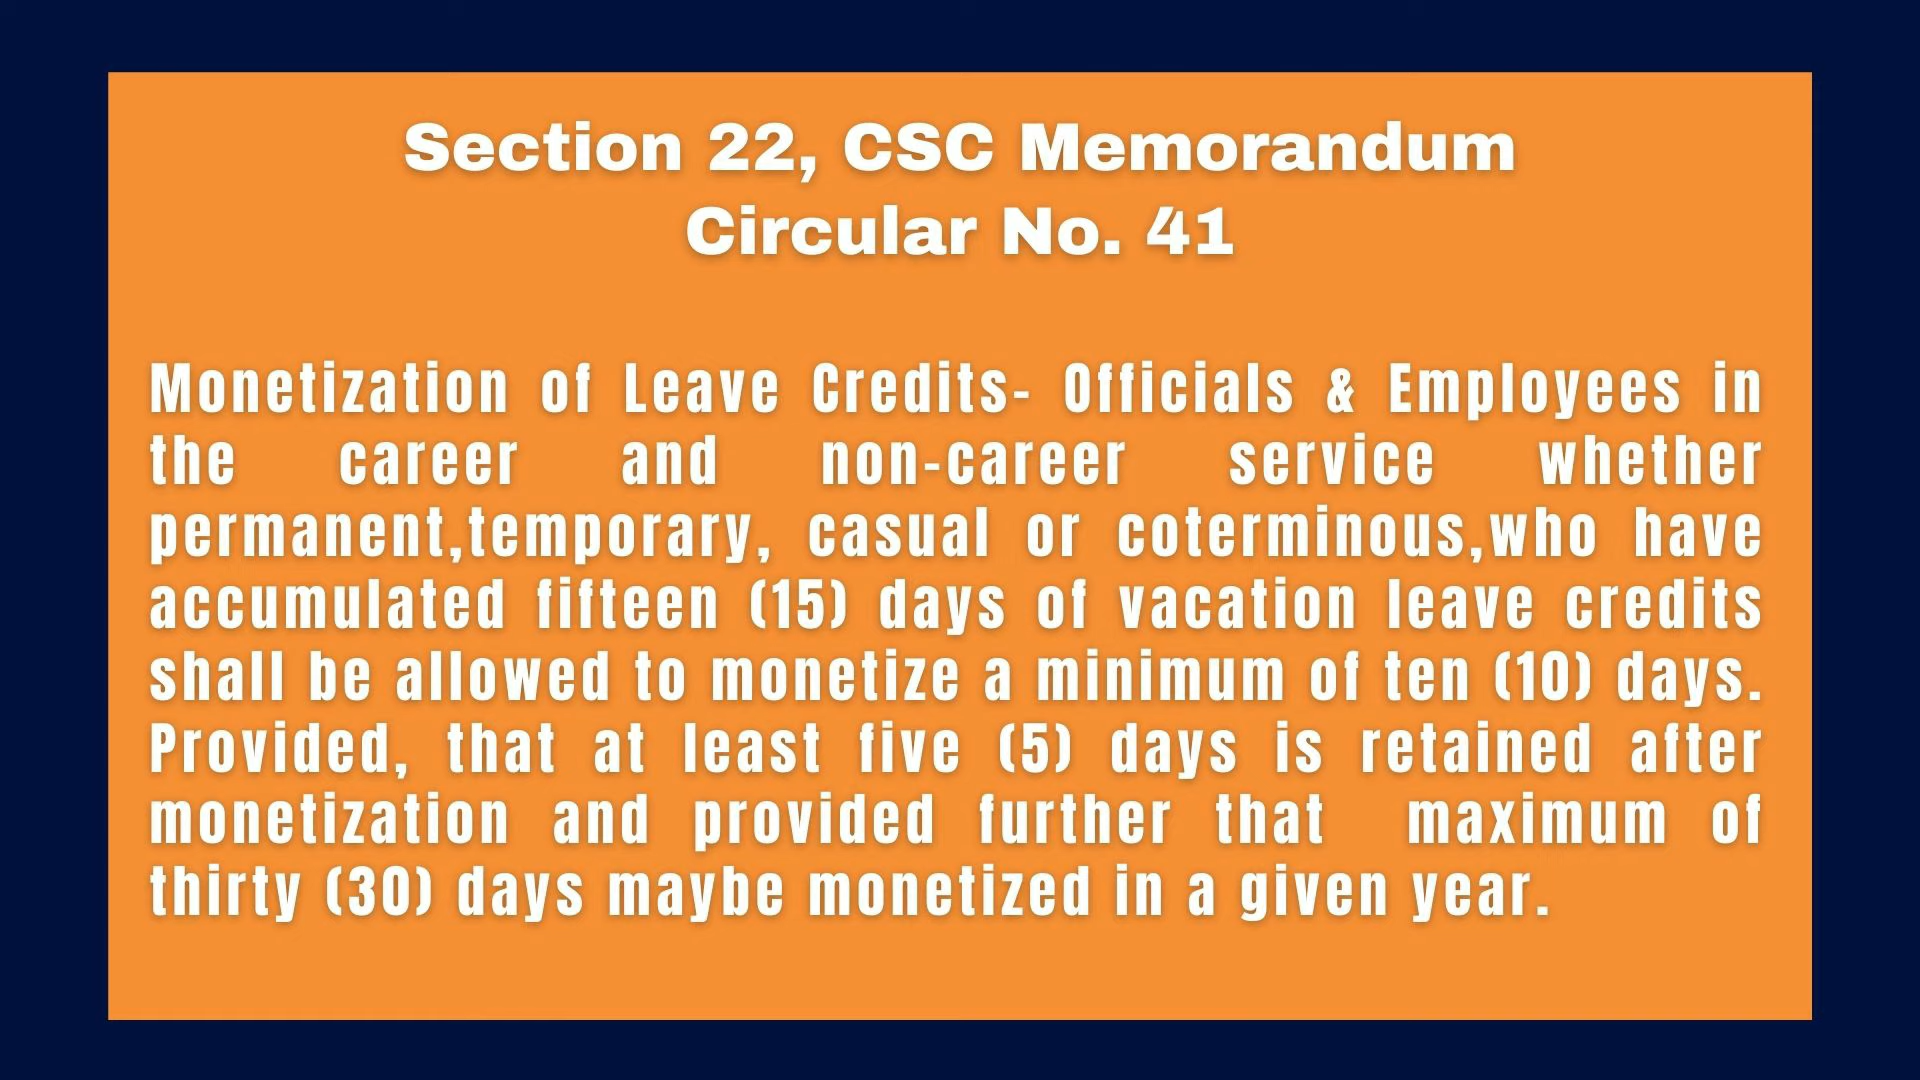 Section 22, CSC Memorandum
Circular No. 41
Monetization of Leave Credits- Officials & Employees in
the career and non-career service whether
permanent,temporary, casual or coterminous,who have
accumulated fifteen (15) days of vacation leave credits
shall be allowed to monetize a minimum of ten (10) days.
Provided, that at least five (5) days is retained after
monetization and provided further that maximum of
thirty (30) days maybe monetized in a given year.